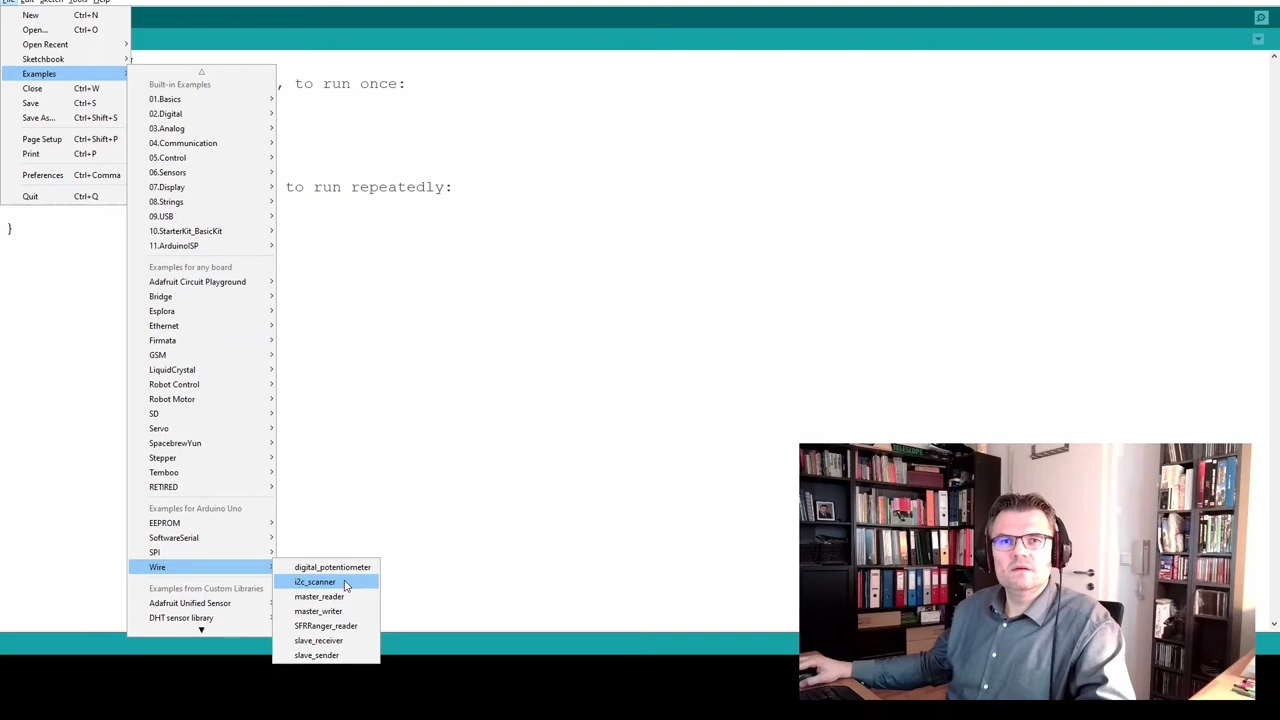 File Edit Sketch Tools Help
New Ctrl+N
Open... Ctrl+O
Open Recent
Sketchbook
Examples
Close Ctrl+W
Save Ctrl+S
Save As... Ctrl+Shift+S
Page Setup Ctrl+Shift+P
Print Ctrl+P
Preferences Ctrl+Comma
Quit Ctrl+Q
, to run once:
to run repeatedly:
}
Built-in Examples
01.Basics
02.Digital
03.Analog
04.Communication
05.Control
06.Sensors
07.Display
08.Strings
09.USB
10.StarterKit_BasicKit
11.ArduinoISP
Examples for any board
Adafruit Circuit Playground
Bridge
Esplora
Ethernet
Firmata
GSM
LiquidCrystal
Robot Control
Robot Motor
SD
Servo
SpacebrewYun
Stepper
Temboo
RETIRED
Examples for Arduino Uno
EEPROM
SoftwareSerial
SPI
Wire
Examples from Custom Libraries
Adafruit Unified Sensor
DHT sensor library
digital_potentiometer
i2c_scanner
master_reader
master_writer
SFRRanger_reader
slave_receiver
slave_sender